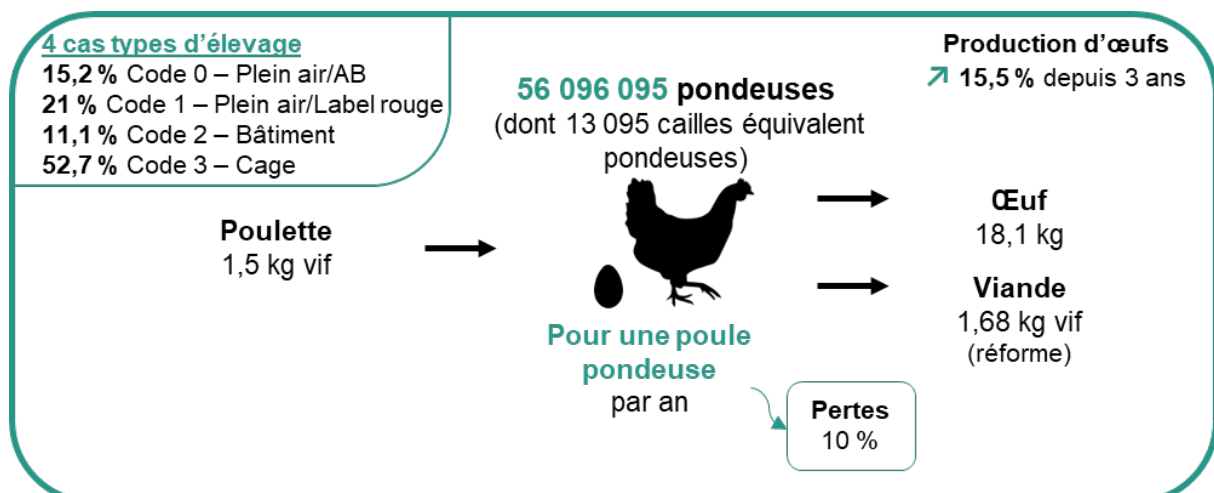 4 cas types d’élevage
15,2 % Code 0 – Plein air/AB
21 % Code 1 – Plein air/Label rouge
11,1 % Code 2 – Bâtiment
52,7 % Code 3 – Cage
56 096 095 pondeuses
(dont 13 095 cailles équivalent
pondeuses)
Production d’œufs
↗ 15,5 % depuis 3 ans
Poulette
1,5 kg vif
Œuf
18,1 kg
Viande
1,68 kg vif
(réforme)
Pour une poule
pondeuse
par an
Pertes
10 %